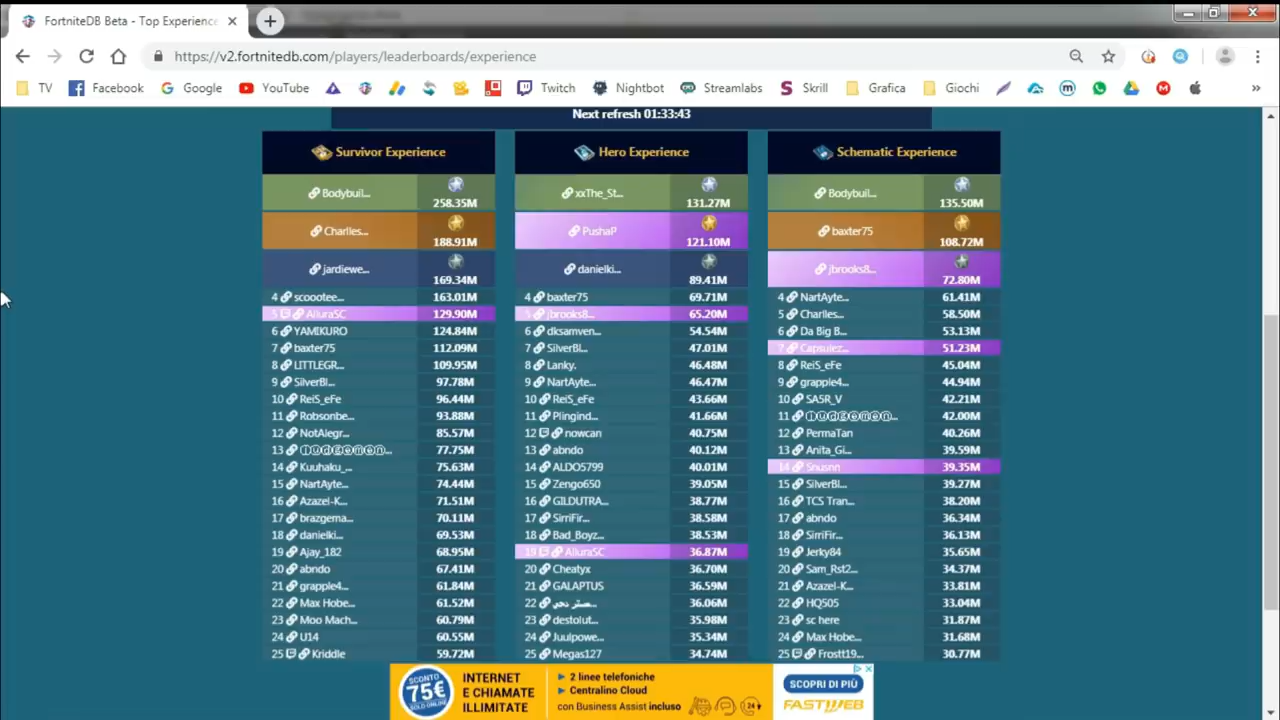 FortniteDB Beta - Top Experience
https://v2.fortnitedb.com/players/leaderboards/experience
TV Facebook Google YouTube Twitch Nightbot Streamlabs Skrill Grafica Giochi »
Next refresh 01:33:43
Survivor Experience
Bodybuil... 258.35M
Charlles... 188.91M
jardiewe... 169.34M
4 scoootee... 163.01M
5 AlluraSC 129.90M
6 YAMIKURO 124.84M
7 baxter75 112.09M
8 LITTLEGR... 109.95M
9 SilverBl... 97.78M
10 ReiS_eFe 96.44M
11 Robsonbe... 93.88M
12 NotAlegr... 85.57M
13 Ⓙⓤⓓⓖⓔⓜⓔⓝ... 77.75M
14 Kuuhaku_... 75.63M
15 NartAyte... 74.44M
16 Azazel-K... 71.51M
17 brazgema... 70.11M
18 danielki... 69.53M
19 Ajay_182 68.95M
20 abndo 67.41M
21 grapple4... 61.84M
22 Max Hobe... 61.52M
23 Moo Mach... 60.79M
24 U14 60.55M
25 Kriddle 59.72M
Hero Experience
xxThe_St... 131.27M
PushaP 121.10M
danielki... 89.41M
4 baxter75 69.71M
5 jbrooks8... 65.20M
6 dksamven... 54.54M
7 SilverBl... 47.01M
8 Lanky. 46.48M
9 NartAyte... 46.47M
10 ReiS_eFe 43.66M
11 Plingind... 41.66M
12 nowcan 40.75M
13 abndo 40.12M
14 ALDO5799 40.01M
15 Zengo650 39.05M
16 GILDUTRA... 38.77M
17 SirriFir... 38.58M
18 Bad_Boyz... 38.53M
19 AlluraSC 36.87M
20 Cheatyx 36.70M
21 GALAPTUS 36.59M
22 36.06M
23 destolut... 35.98M
24 Juulpowe... 35.34M
25 Megas127 34.74M
Schematic Experience
Bodybuil... 135.50M
baxter75 108.72M
jbrooks8... 72.80M
4 NartAyte... 61.41M
5 Charlles... 58.50M
6 Da Big B... 53.13M
7 Capsulez... 51.23M
8 ReiS_eFe 45.04M
9 grapple4... 44.94M
10 SA5R_V 42.21M
11 Ⓙⓤⓓⓖⓔⓜⓔⓝ... 42.00M
12 PermaTan 40.26M
13 Anita_Gi... 39.59M
14 Snusnn 39.35M
15 SilverBl... 39.27M
16 TCS Tran... 38.20M
17 abndo 36.34M
18 SirriFir... 36.13M
19 Jerky84 35.65M
20 Sam_Rst2... 34.37M
21 Azazel-K... 33.81M
22 HQ505 33.04M
23 sc here 31.87M
24 Max Hobe... 31.68M
25 Frostt19... 30.77M
SCONTO
75€
SOLO ONLINE
INTERNET
E CHIAMATE
ILLIMITATE
2 linee telefoniche
Centralino Cloud
con Business Assist incluso
SCOPRI DI PIÙ
FASTWEB